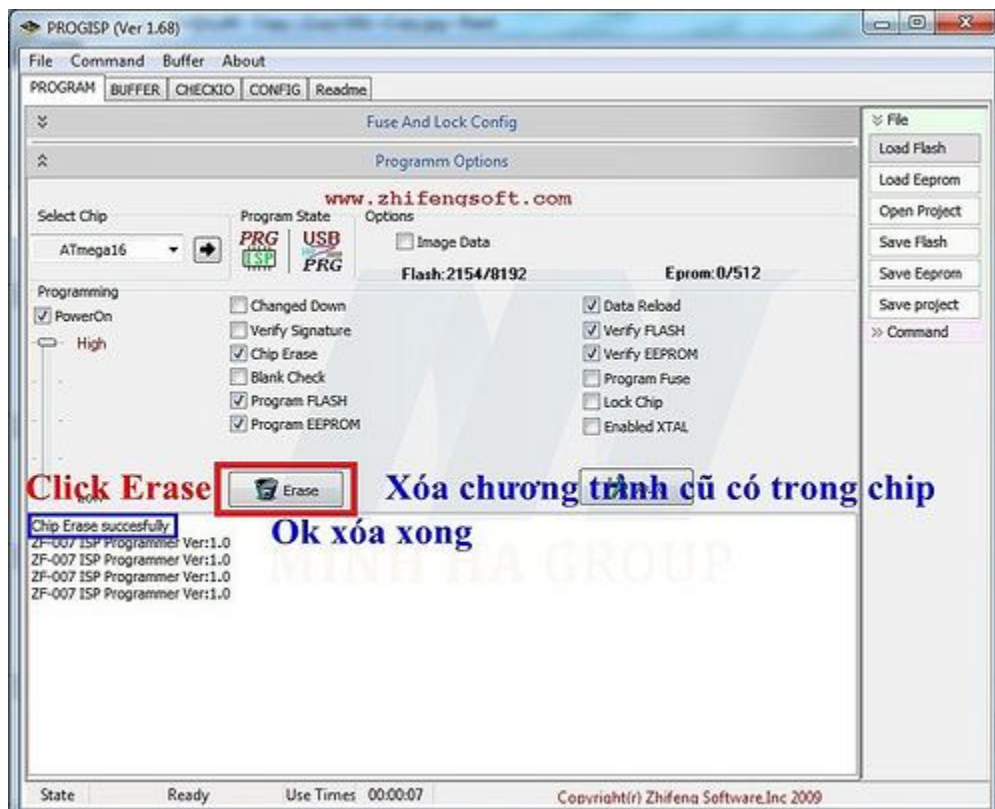 PROGISP (Ver 1.68)
File Command Buffer About
PROGRAM BUFFER CHECKIO CONFIG Readme
Fuse And Lock Config
Programm Options
www.zhifengsoft.com
Select Chip
ATmega16
Program State
PRG ISP
USB PRG
Options
Image Data
Flash:2154/8192 Eprom:0/512
Programming
PowerOn
High
Changed Down
Verify Signature
Chip Erase
Blank Check
Program FLASH
Program EEPROM
Data Reload
Verify FLASH
Verify EEPROM
Program Fuse
Lock Chip
Enabled XTAL
Click Erase Erase Xóa chương trình cũ có trong chip
Chip Erase succesfully Ok xóa xong
ZF-007 ISP Programmer Ver:1.0
ZF-007 ISP Programmer Ver:1.0
ZF-007 ISP Programmer Ver:1.0
ZF-007 ISP Programmer Ver:1.0
MINH HA GROUP
File
Load Flash
Load Eeprom
Open Project
Save Flash
Save Eeprom
Save project
Command
State Ready Use Times 00:00:07 Copyright(r) Zhifeng Software,Inc 2009